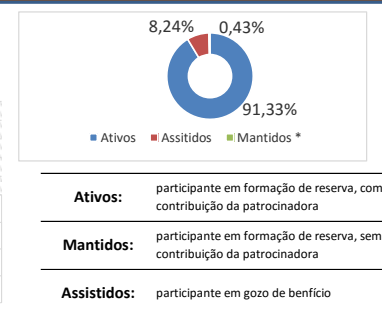 8,24% 0,43%
91,33%
Ativos Assitidos Mantidos *
Ativos: participante em formação de reserva, com
contribuição da patrocinadora
Mantidos: participante em formação de reserva, sem
contribuição da patrocinadora
Assistidos: participante em gozo de benfício